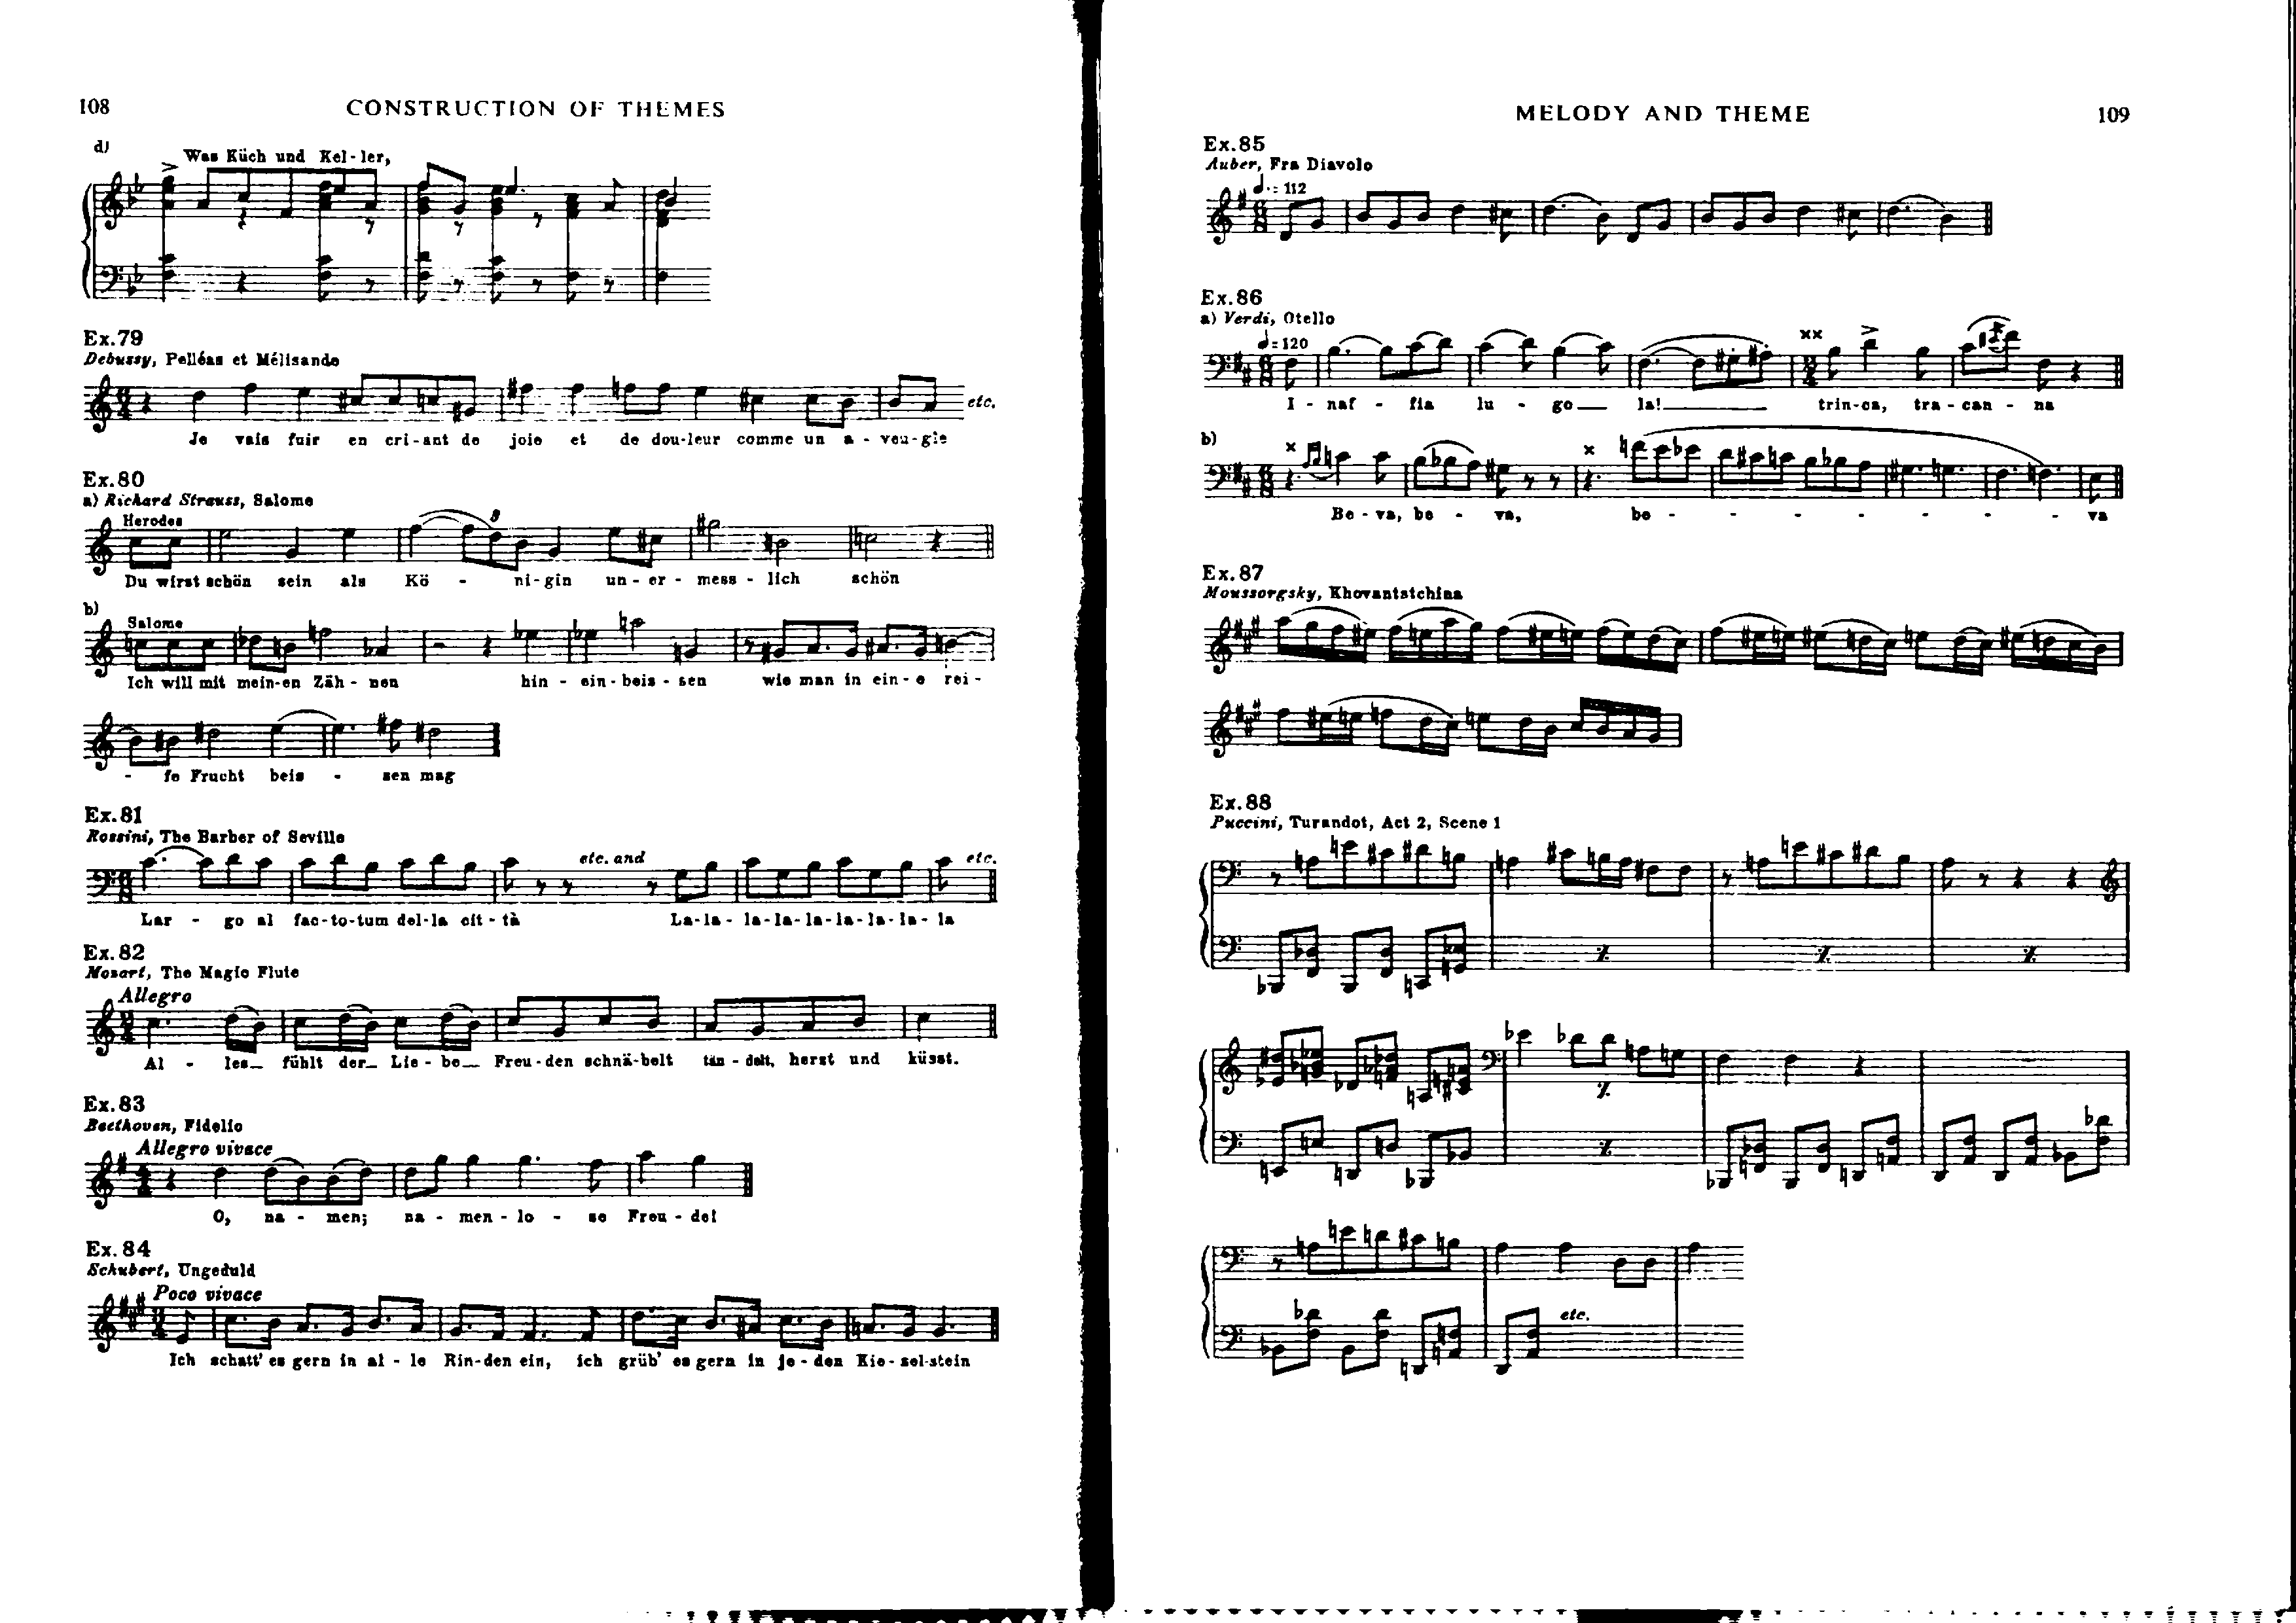 108
CONSTRUCTION OF THEMES
d)
Was Küch und Kel - ler,
Ex. 79
Debussy, Pelléas et Mélisande
Je vais fuir en cri - ant de joie et de dou - leur comme un a - veu - gle
etc.
Ex. 80
a) Richard Strauss, Salome
Herodes
3
Du wirst schön sein als Kö - ni - gin un - er - mess - lich schön
b)
Salome
Ich will mit mein - en Zäh - nen hin - ein - beis - sen wie man in ein - e rei -
- fe Frucht beis - sen mag
Ex. 81
Rossini, The Barber of Seville
etc. and
etc.
Lar - go al fac - to - tum del - la cit - tà La - la - la - la - la - la - la - la - la
Ex. 82
Mozart, The Magic Flute
Allegro
Al - les fühlt der Lie - be Freu - den schnä - belt tän - delt, herst und küsst.
Ex. 83
Beethoven, Fidelio
Allegro vivace
O, na - men; na - men - lo - se Freu - de!
Ex. 84
Schubert, Ungeduld
Poco vivace
Ich schatt' es gern in al - le Rin - den ein, ich grüb' es gern in je - den Kie - sel - stein
MELODY AND THEME
109
Ex. 85
Auber, Fra Diavolo
= 112
Ex. 86
a) Verdi, Otello
= 120
xx
I - naf - fia lu - go la! trin - ca, tra - can - na
b)
x x
Be - va, be - va, be - - - - - - - va
Ex. 87
Moussorgsky, Khovantstchina
Ex. 88
Puccini, Turandot, Act 2, Scene 1
etc.